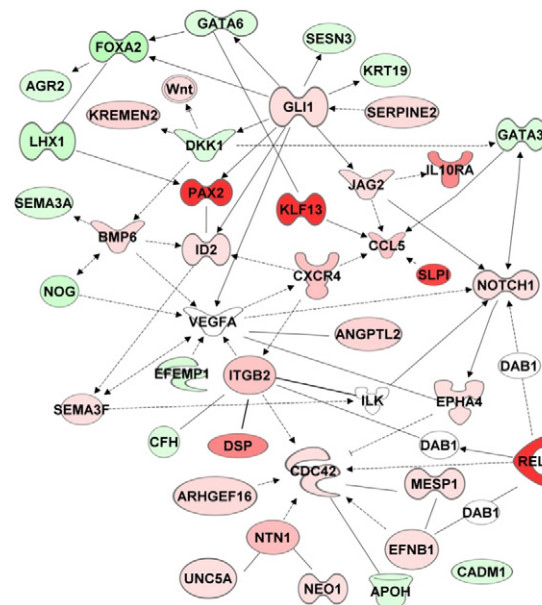 GATA6
FOXA2
SESN3
AGR2
Wnt
KRT19
GLI1
KREMEN2
SERPINE2
LHX1
DKK1
GATA3
IL10RA
JAG2
PAX2
SEMA3A
KLF13
BMP6
ID2
CCL5
CXCR4
SLPI
NOG
NOTCH1
VEGFA
ANGPTL2
DAB1
EFEMP1
ITGB2
ILK
EPHA4
SEMA3F
CFH
DSP
DAB1
CDC42
REL
MESP1
ARHGEF16
DAB1
NTN1
EFNB1
UNC5A
NEO1
APOH
CADM1